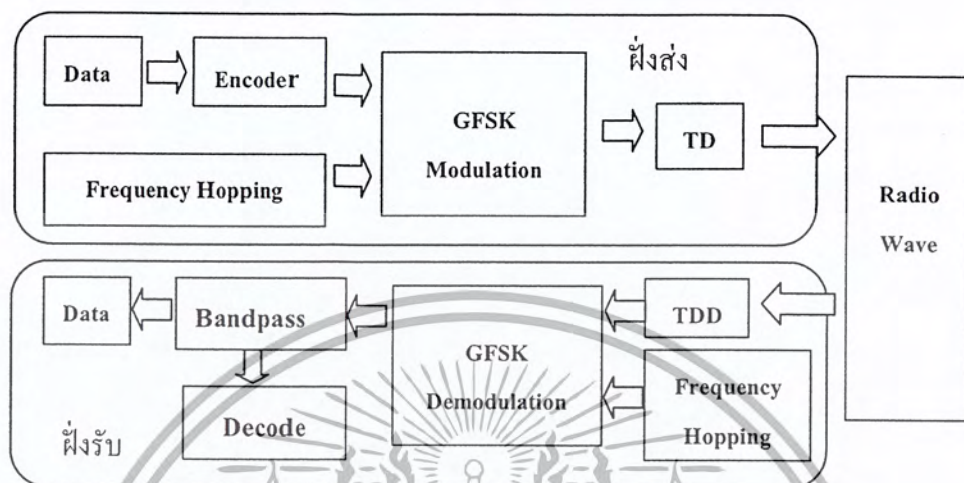 ฝั่งส่ง
Data
Encoder
GFSK
Modulation
TD
Frequency Hopping
Radio
Wave
Data
Bandpass
GFSK
Demodulation
TDD
Frequency
Hopping
Decode
ฝั่งรับ